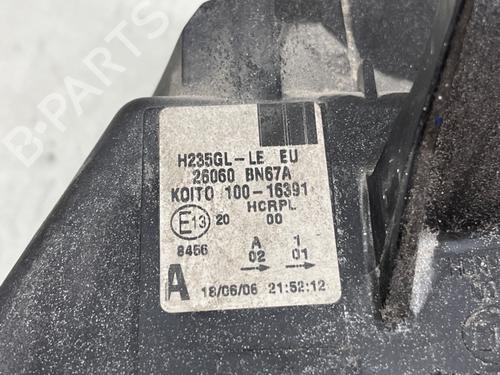 B-PARTS
H235GL-LE EU
26060 BN67A
KOITO 100-16391
HCRPL
E13 20 00
8456
A 1
02 01
A 18/06/06 21:52:12